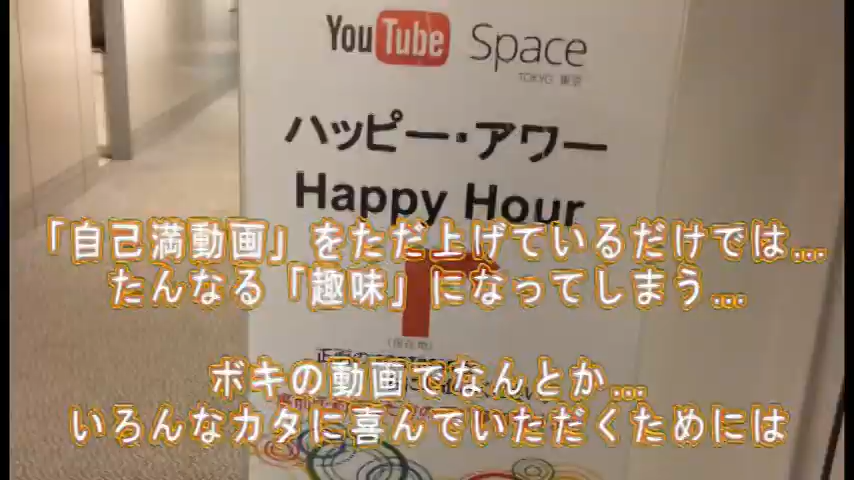 YouTube Space
TOKYO 東京
ハッピー・アワー
Happy Hour
「自己満動画」をただ上げているだけでは...
たんなる「趣味」になってしまう...
(現在地)
ボキの動画でなんとか...
いろんなカタに喜んでいただくためには